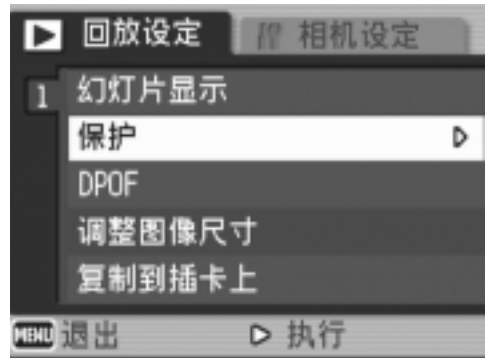 回放设定 相机设定
1 幻灯片显示
保护
DPOF
调整图像尺寸
复制到插卡上
MENU 退出 执行